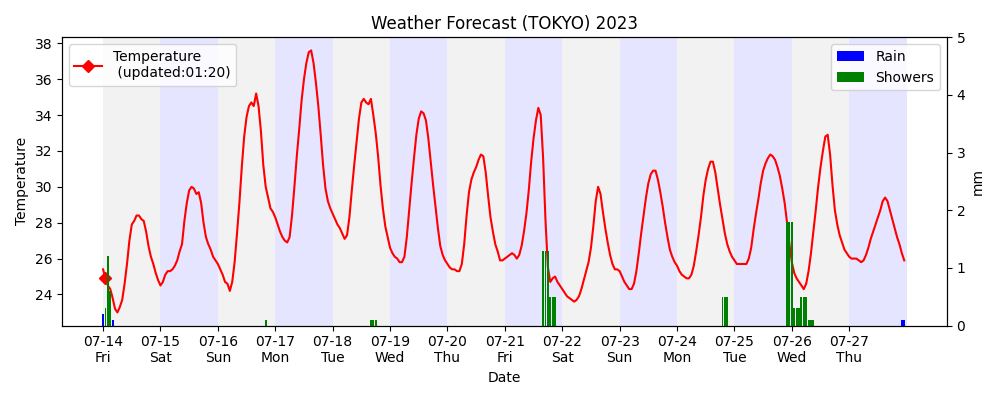 Weather Forecast (TOKYO) 2023
Temperature
(updated:01:20)
Rain
Showers
38
36
34
32
30
28
26
24
Temperature
5
4
3
2
1
0
mm
07-14 07-15 07-16 07-17 07-18 07-19 07-20 07-21 07-22 07-23 07-24 07-25 07-26 07-27
Fri Sat Sun Mon Tue Wed Thu Fri Sat Sun Mon Tue Wed Thu
Date